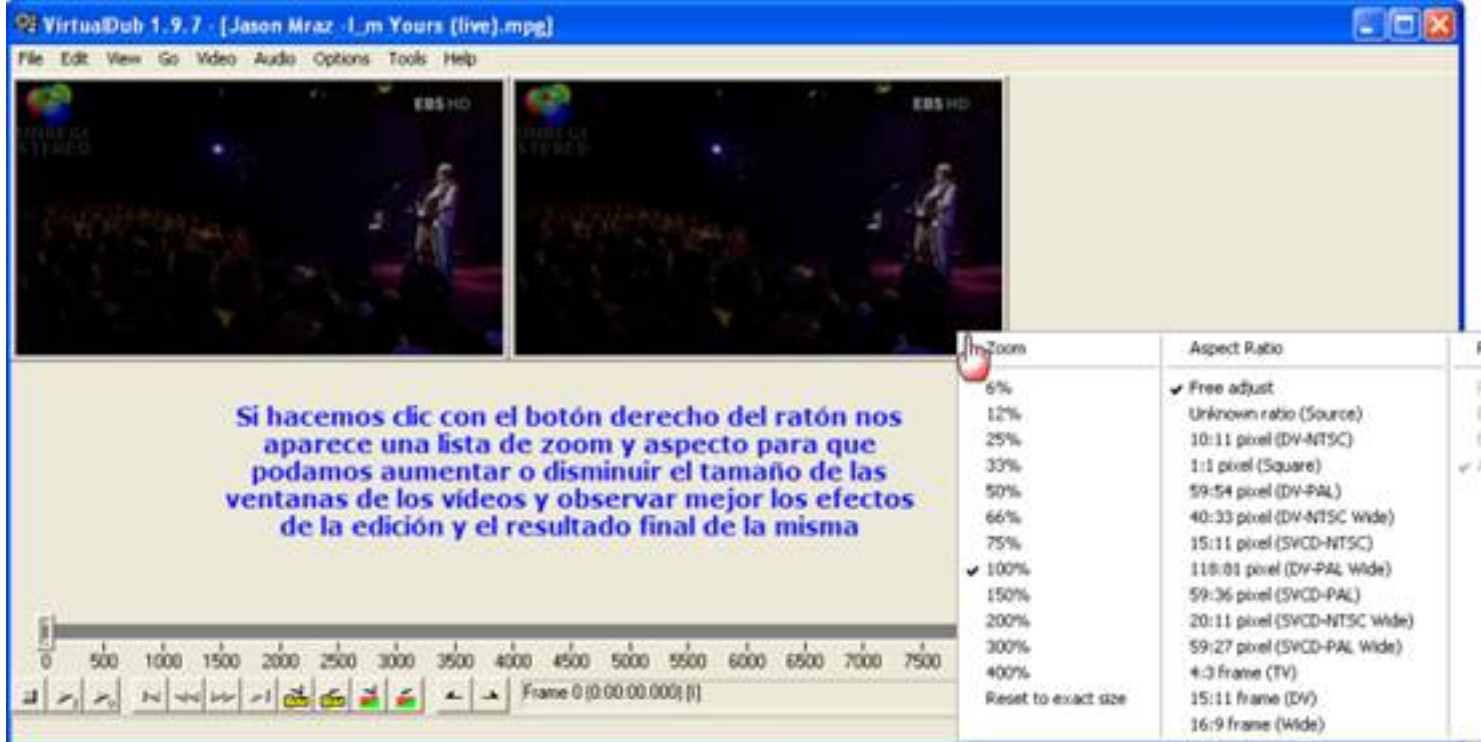 VirtualDub 1.9.7 - [Jason Mraz -I_m Yours (live).mpg]
File Edit View Go Video Audio Options Tools Help
EBS HD
STEREO
EBS HD
STEREO
Si hacemos clic con el botón derecho del ratón nos
aparece una lista de zoom y aspecto para que
podamos aumentar o disminuir el tamaño de las
ventanas de los vídeos y observar mejor los efectos
de la edición y el resultado final de la misma
Zoom
6%
12%
25%
33%
50%
66%
75%
100%
150%
200%
300%
400%
Reset to exact size
Aspect Ratio
Free adjust
Unknown ratio (Source)
10:11 pixel (DV-NTSC)
1:1 pixel (Square)
59:54 pixel (DV-PAL)
40:33 pixel (DV-NTSC Wide)
15:11 pixel (SVCD-NTSC)
118:81 pixel (DV-PAL Wide)
59:36 pixel (SVCD-PAL)
20:11 pixel (SVCD-NTSC Wide)
59:27 pixel (SVCD-PAL Wide)
4:3 frame (TV)
15:11 frame (DV)
16:9 frame (Wide)
0 500 1000 1500 2000 2500 3000 3500 4000 4500 5000 5500 6000 6500 7000 7500
Frame 0 (0:00:00.000) [I]